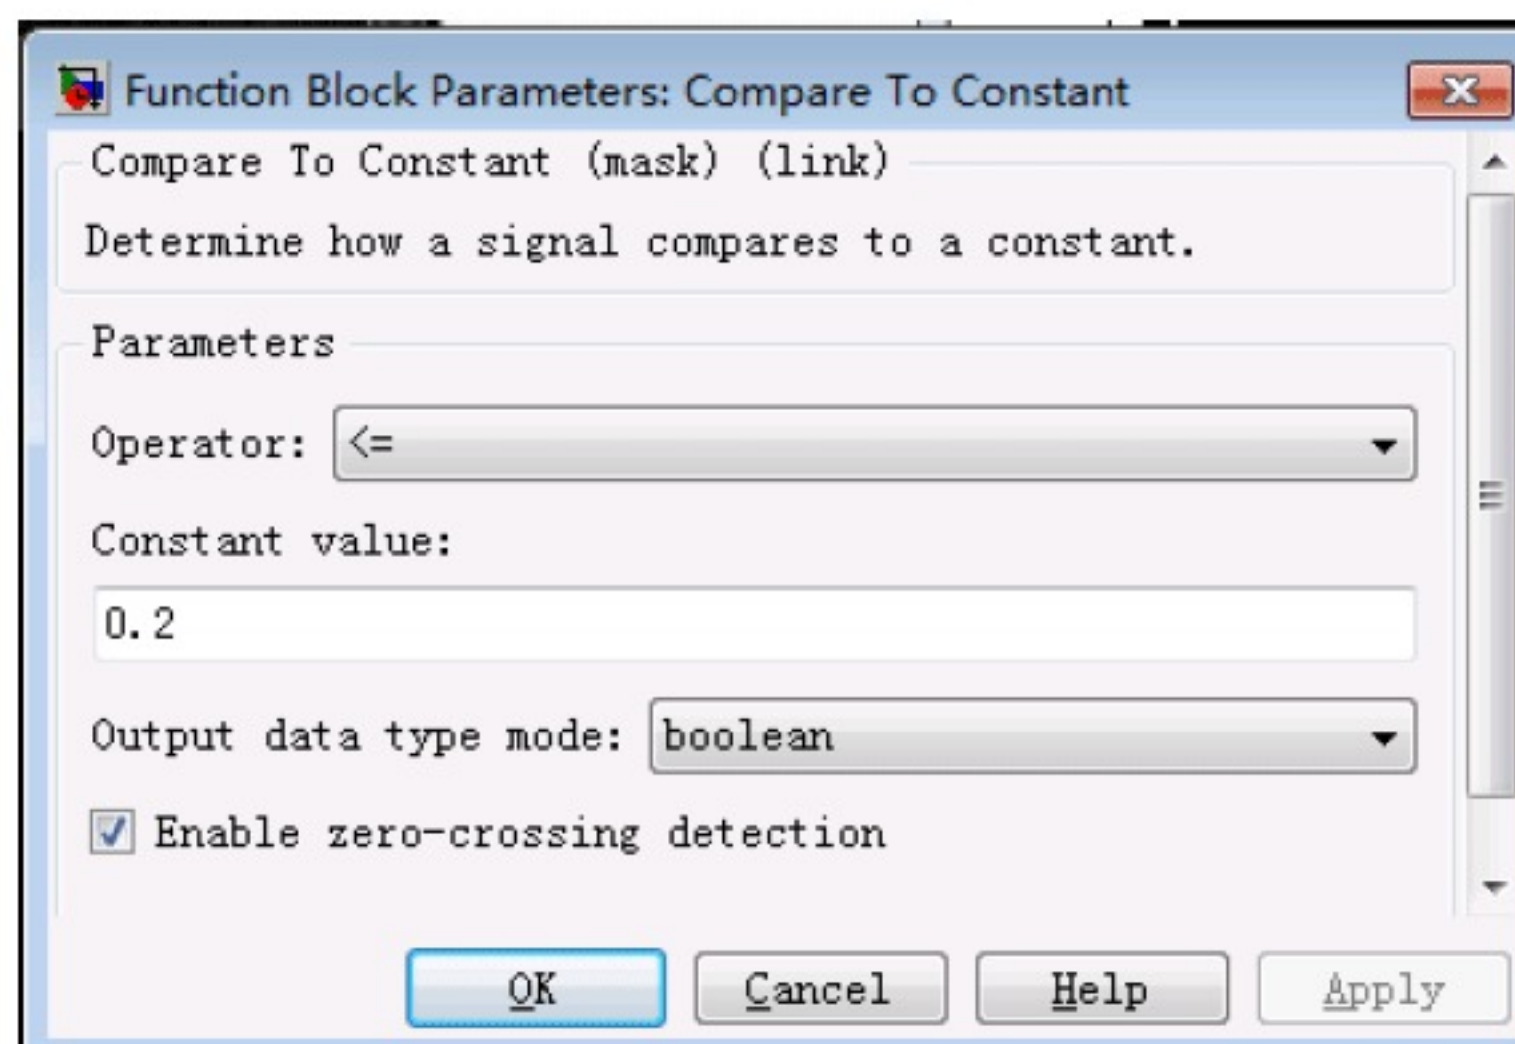 Function Block Parameters: Compare To Constant
Compare To Constant (mask) (link)
Determine how a signal compares to a constant.
Parameters
Operator: <=
Constant value:
0.2
Output data type mode: boolean
Enable zero-crossing detection
OK Cancel Help Apply